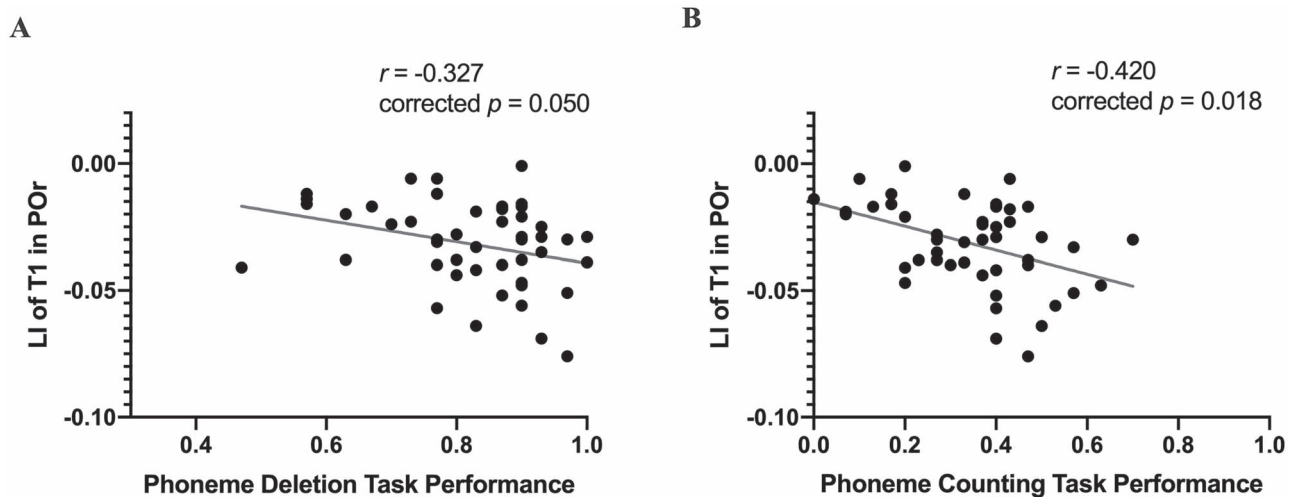 A
r = -0.327
corrected p = 0.050
LI of T1 in POr
0.00
-0.05
-0.10
0.4 0.6 0.8 1.0
Phoneme Deletion Task Performance
B
r = -0.420
corrected p = 0.018
LI of T1 in POr
0.00
-0.05
-0.10
0.0 0.2 0.4 0.6 0.8 1.0
Phoneme Counting Task Performance